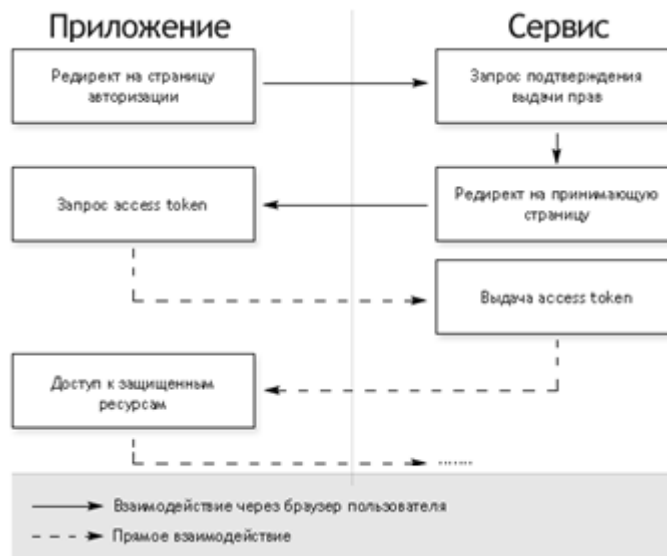 Приложение
Сервис
Редирект на страницу
авторизации
Запрос подтверждения
выдачи прав
Запрос access token
Редирект на принимающую
страницу
Выдача access token
Доступ к защищенным
ресурсам
.......
Взаимодействие через браузер пользователя
Прямое взаимодействие